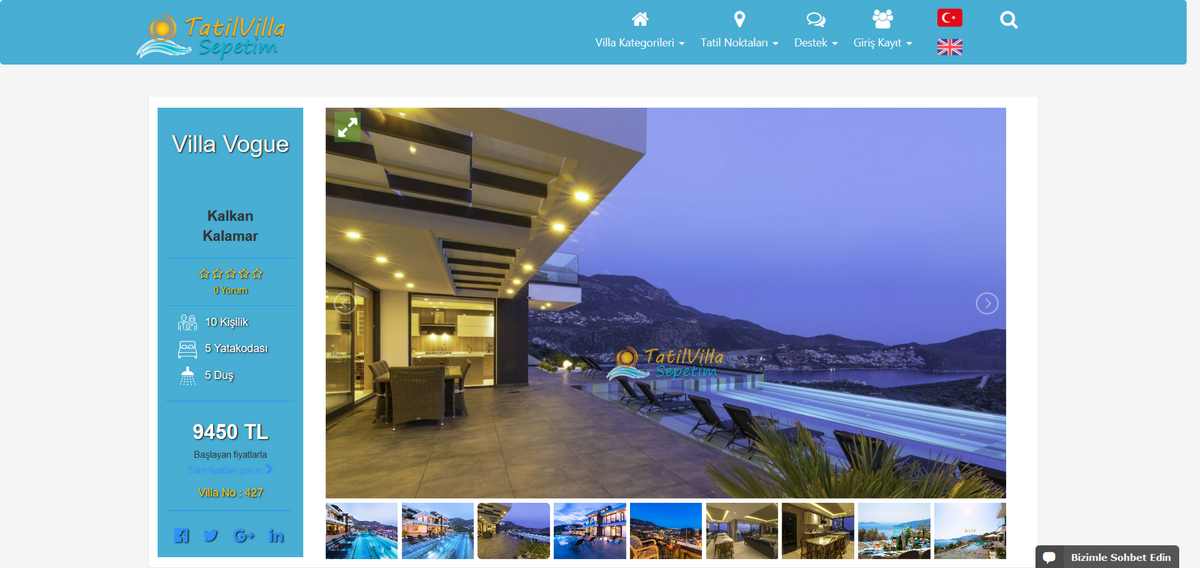 TatilVilla
Sepetim
Villa Kategorileri
Tatil Noktaları
Destek
Giriş Kayıt
Villa Vogue
Kalkan
Kalamar
0 Yorum
10 Kişilik
5 Yatakodası
5 Duş
9450 TL
Başlayan fiyatlarla
Villa No : 427
TatilVilla
Sepetim
Bizimle Sohbet Edin